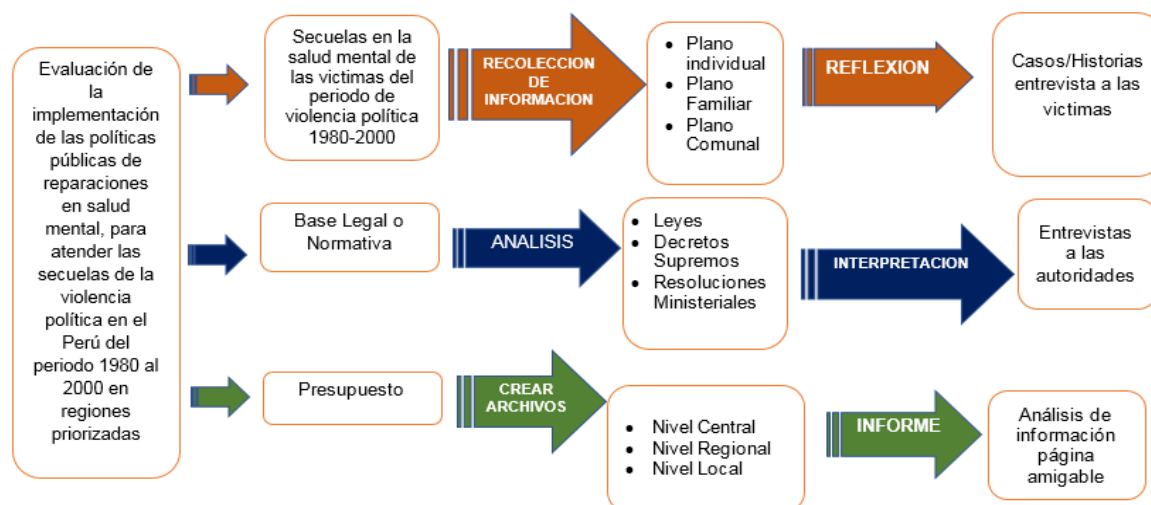 Evaluación de
la
implementación
de las políticas
públicas de
reparaciones
en salud
mental, para
atender las
secuelas de la
violencia
política en el
Perú del
periodo 1980 al
2000 en
regiones
priorizadas
Secuelas en la
salud mental de
las victimas del
periodo de
violencia política
1980-2000
RECOLECCION
DE
INFORMACION
• Plano
individual
• Plano
Familiar
• Plano
Comunal
REFLEXION
Casos/Historias
entrevista a las
victimas
Base Legal o
Normativa
ANALISIS
• Leyes
• Decretos
Supremos
• Resoluciones
Ministeriales
INTERPRETACION
Entrevistas
a las
autoridades
Presupuesto
CREAR
ARCHIVOS
• Nivel Central
• Nivel Regional
• Nivel Local
INFORME
Análisis de
información
página
amigable